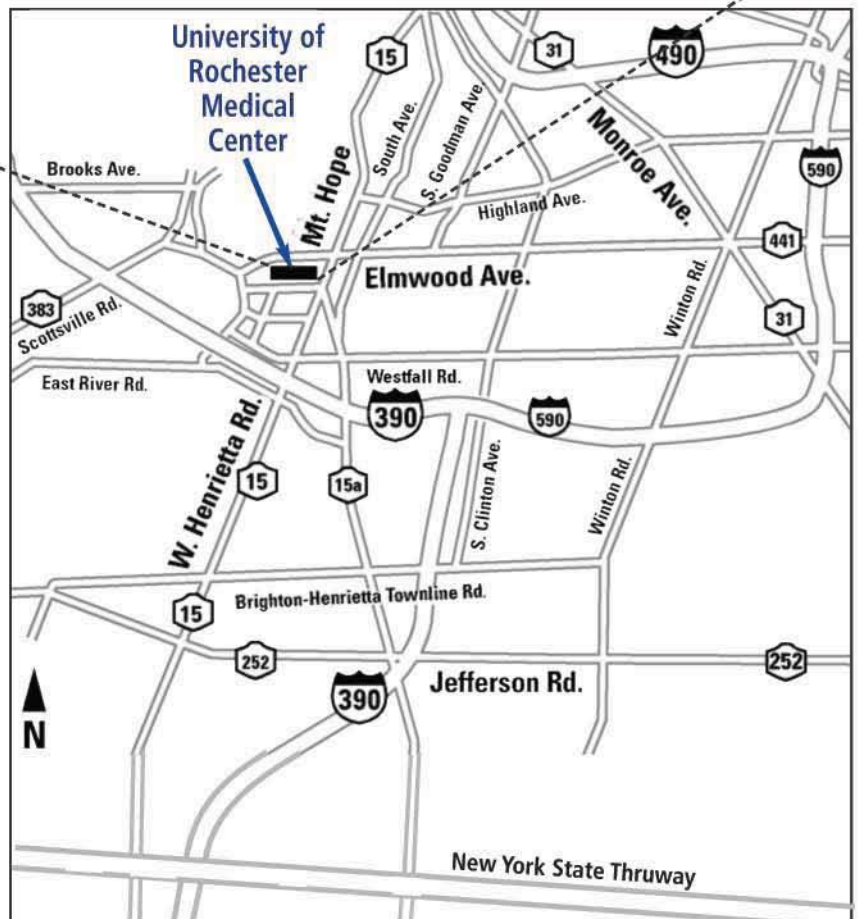 University of
Rochester
Medical
Center
15
31
490
Mt. Hope
South Ave.
S. Goodman Ave.
Monroe Ave.
Brooks Ave.
Highland Ave.
590
441
Elmwood Ave.
Winton Rd.
383
Scottsville Rd.
31
East River Rd.
Westfall Rd.
390
590
W. Henrietta Rd.
15
15a
S. Clinton Ave.
Winton Rd.
Brighton-Henrietta Townline Rd.
15
252
252
390
Jefferson Rd.
N
New York State Thruway